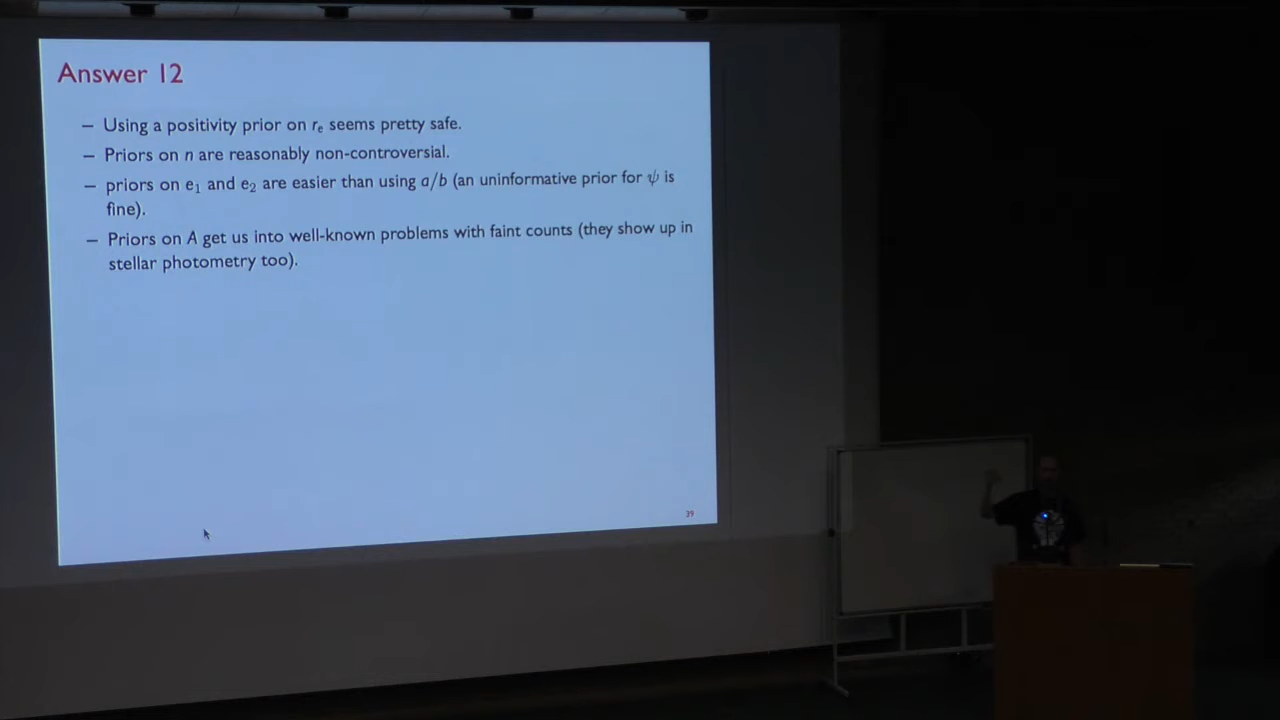 Answer 12
– Using a positivity prior on rₑ seems pretty safe.
– Priors on n are reasonably non-controversial.
– priors on e₁ and e₂ are easier than using a/b (an uninformative prior for ψ is
fine).
– Priors on A get us into well-known problems with faint counts (they show up in
stellar photometry too).
39